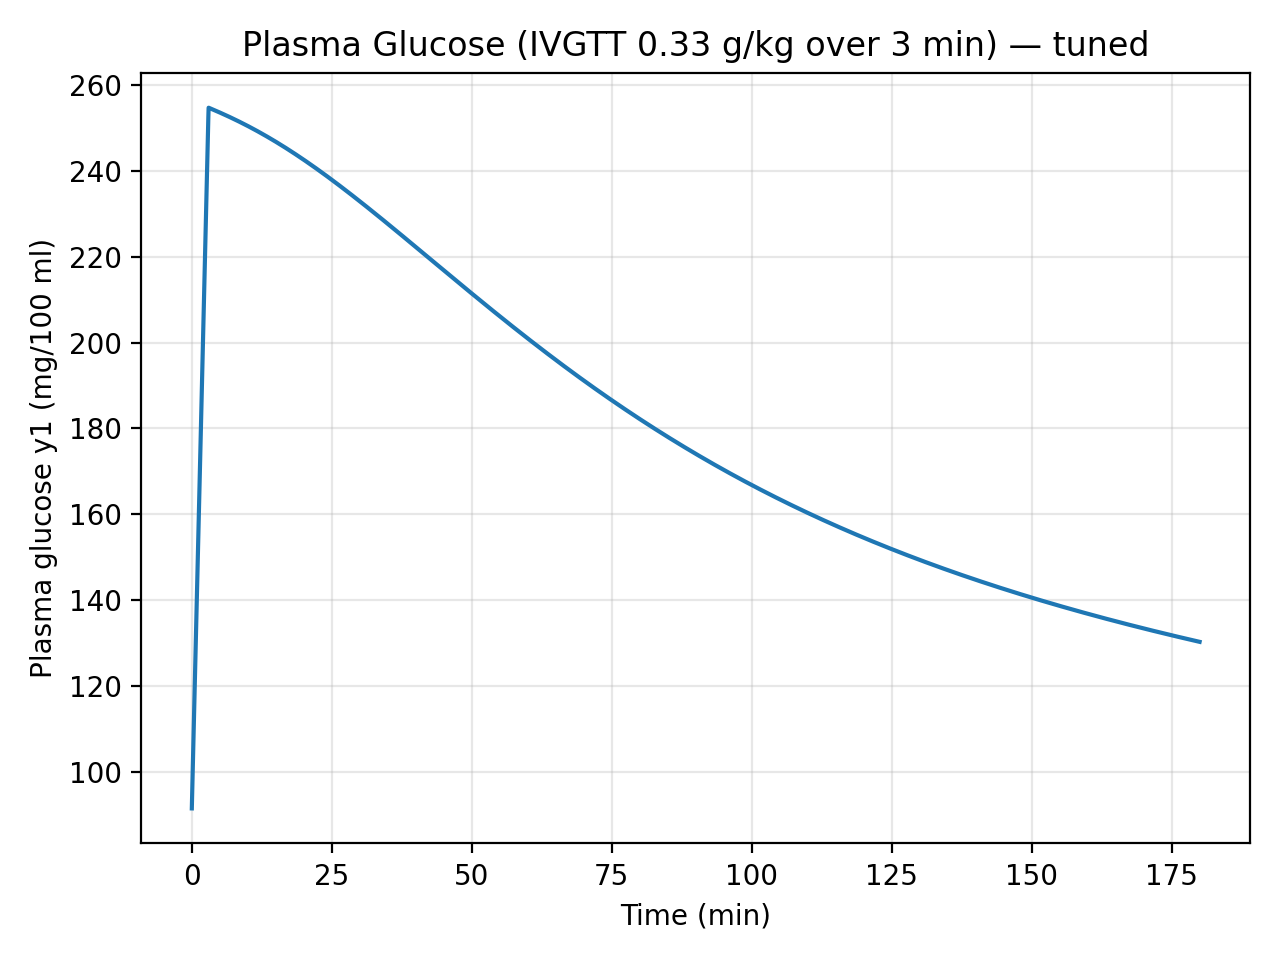 Plasma Glucose (IVGTT 0.33 g/kg over 3 min) — tuned
260
240
220
200
180
160
140
120
100
Plasma glucose y1 (mg/100 ml)
0 25 50 75 100 125 150 175
Time (min)